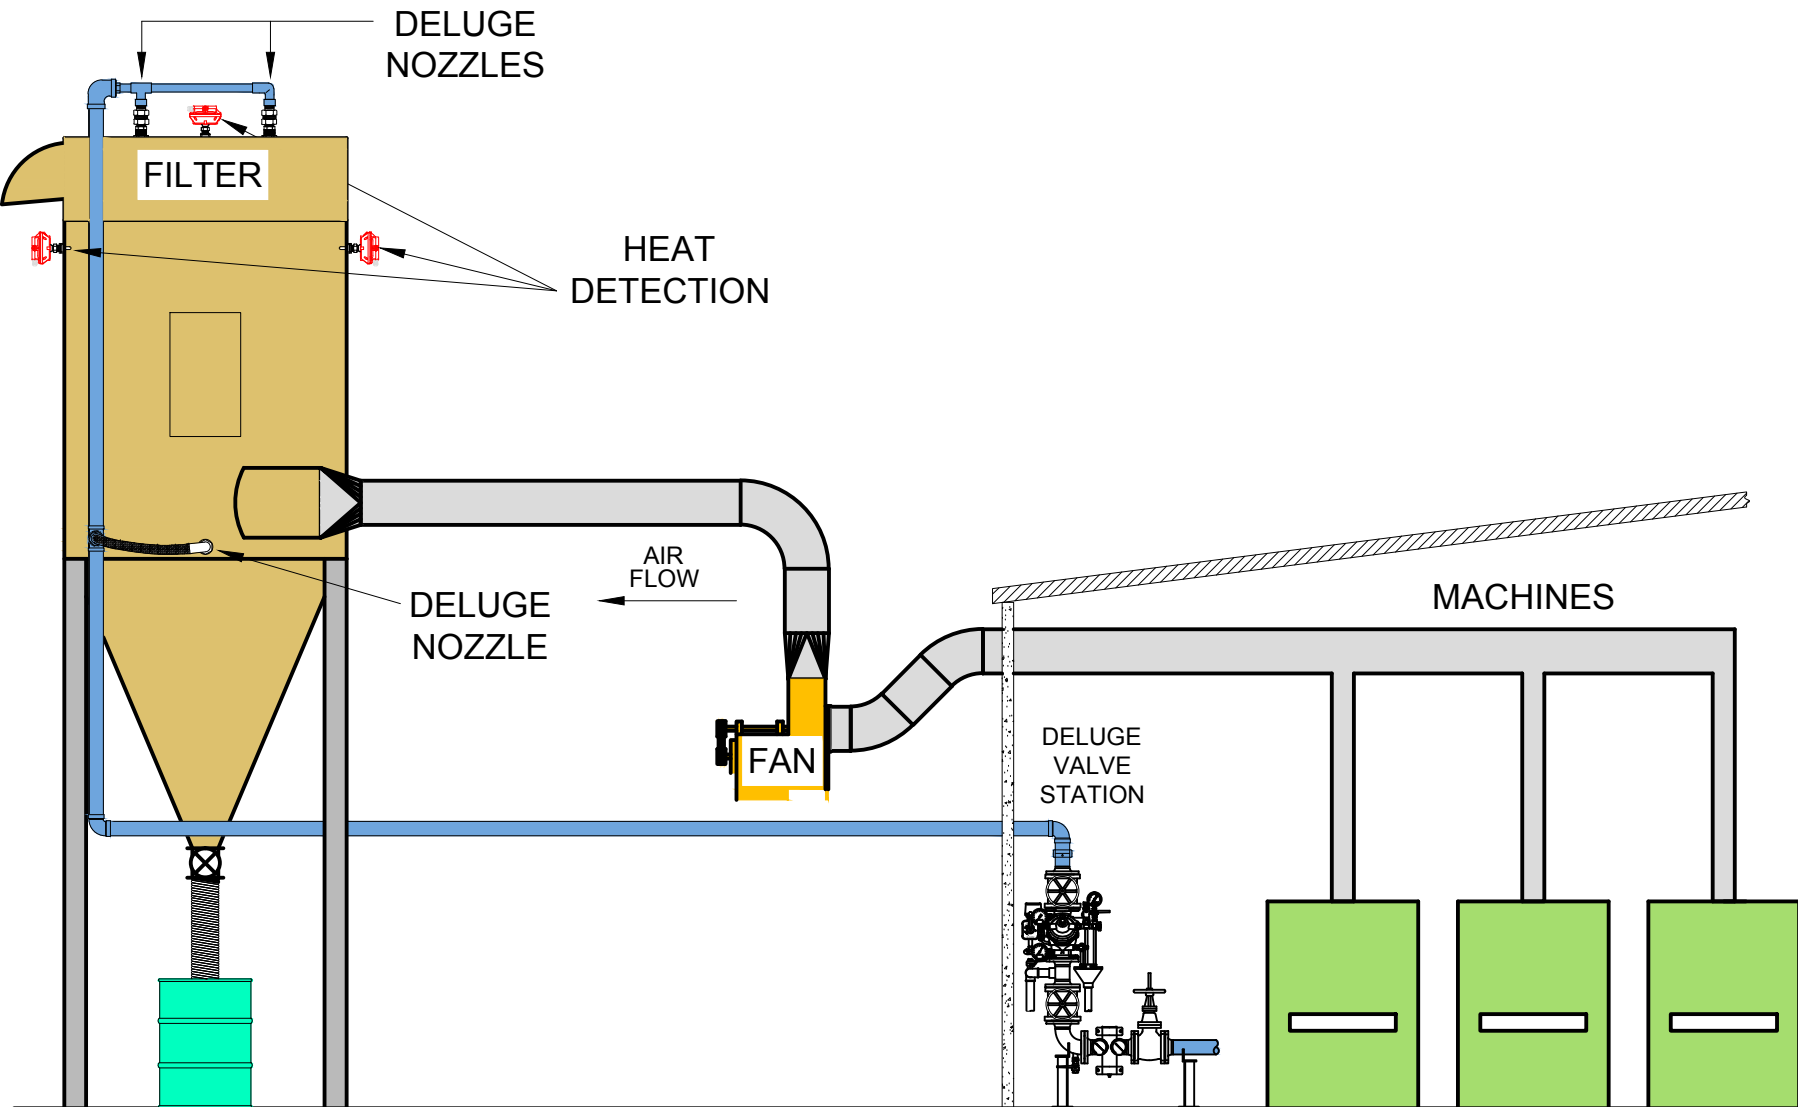 DELUGE
NOZZLES
FILTER
HEAT
DETECTION
AIR
FLOW
DELUGE
NOZZLE
MACHINES
DELUGE
VALVE
STATION
FAN